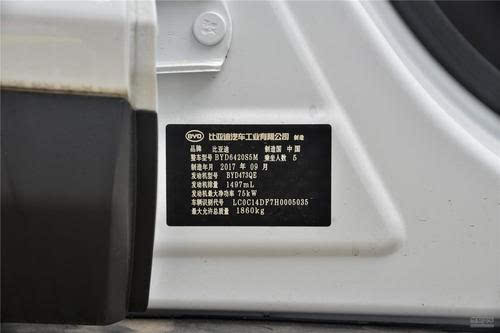 BYD 比亚迪汽车工业有限公司 制造
品牌 比亚迪 制造国 中国
整车型号 BYD6420S5M 乘坐人数 5
制造年月 2017 年 09 月
发动机型号 BYD473QE
发动机排量 1497mL
发动机最大净功率 75kW
车辆识别代号 LC0C14DF7H0005035
最大允许总质量 1860kg